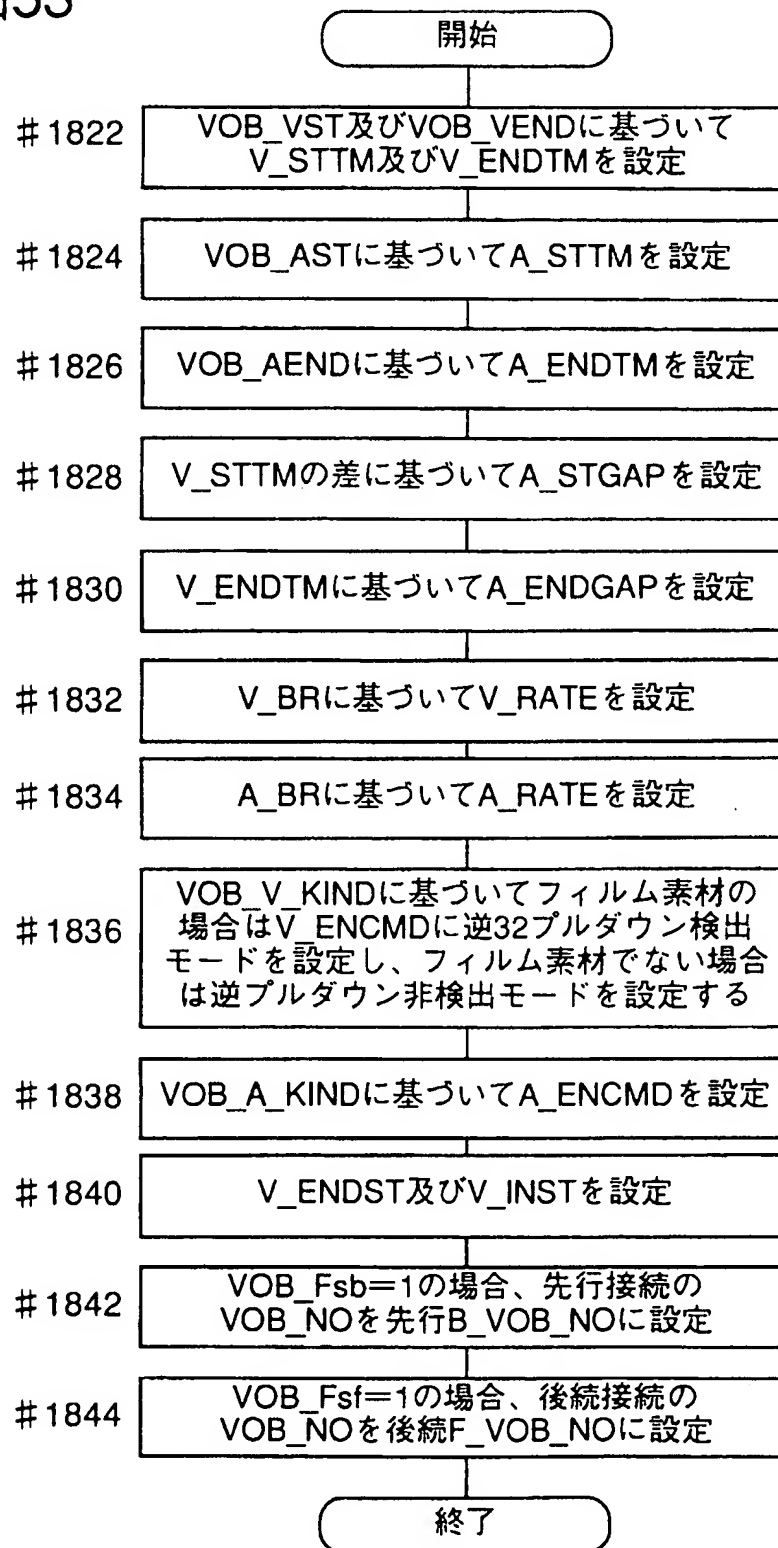 53
開始
#1822
VOB_VST及びVOB_VENDに基づいて
V_STTM及びV_ENDTMを設定
#1824
VOB_ASTに基づいてA_STTMを設定
#1826
VOB_AENDに基づいてA_ENDTMを設定
#1828
V_STTMの差に基づいてA_STGAPを設定
#1830
V_ENDTMに基づいてA_ENDGAPを設定
#1832
V_BRに基づいてV_RATEを設定
#1834
A_BRに基づいてA_RATEを設定
#1836
VOB_V_KINDに基づいてフィルム素材の
場合はV_ENCMDに逆32プルダウン検出
モードを設定し、フィルム素材でない場合
は逆プルダウン非検出モードを設定する
#1838
VOB_A_KINDに基づいてA_ENCMDを設定
#1840
V_ENDST及びV_INSTを設定
#1842
VOB_Fsb=1の場合、先行接続の
VOB_NOを先行B_VOB_NOに設定
#1844
VOB_Fsf=1の場合、後続接続の
VOB_NOを後続F_VOB_NOに設定
終了